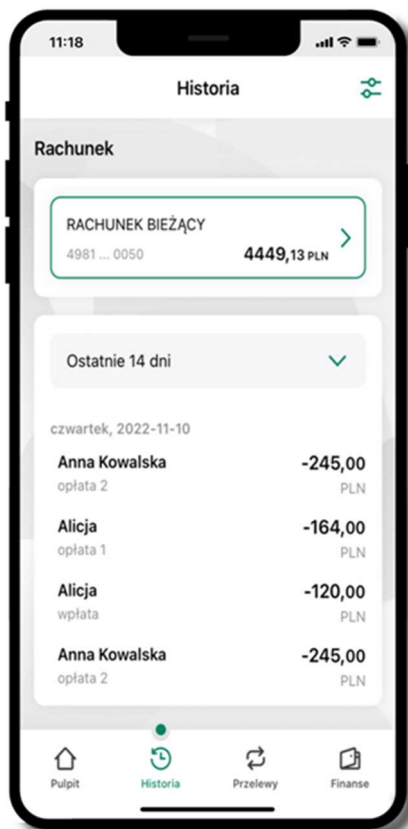 11:18
Historia
Rachunek
RACHUNEK BIEŻĄCY
4981 ... 0050 4449,13 PLN
Ostatnie 14 dni
czwartek, 2022-11-10
Anna Kowalska -245,00
opłata 2 PLN
Alicja -164,00
opłata 1 PLN
Alicja -120,00
wpłata PLN
Anna Kowalska -245,00
opłata 2 PLN
Pulpit Historia Przelewy Finanse